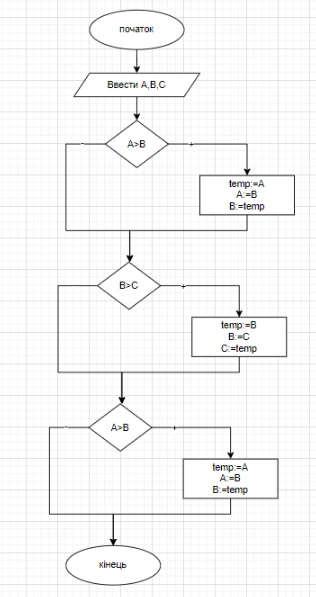 початок
Ввести A,B,C
A>B
-
+
temp:=A
A:=B
B:=temp
B>C
-
+
temp:=B
B:=C
C:=temp
A>B
-
+
temp:=A
A:=B
B:=temp
кінець